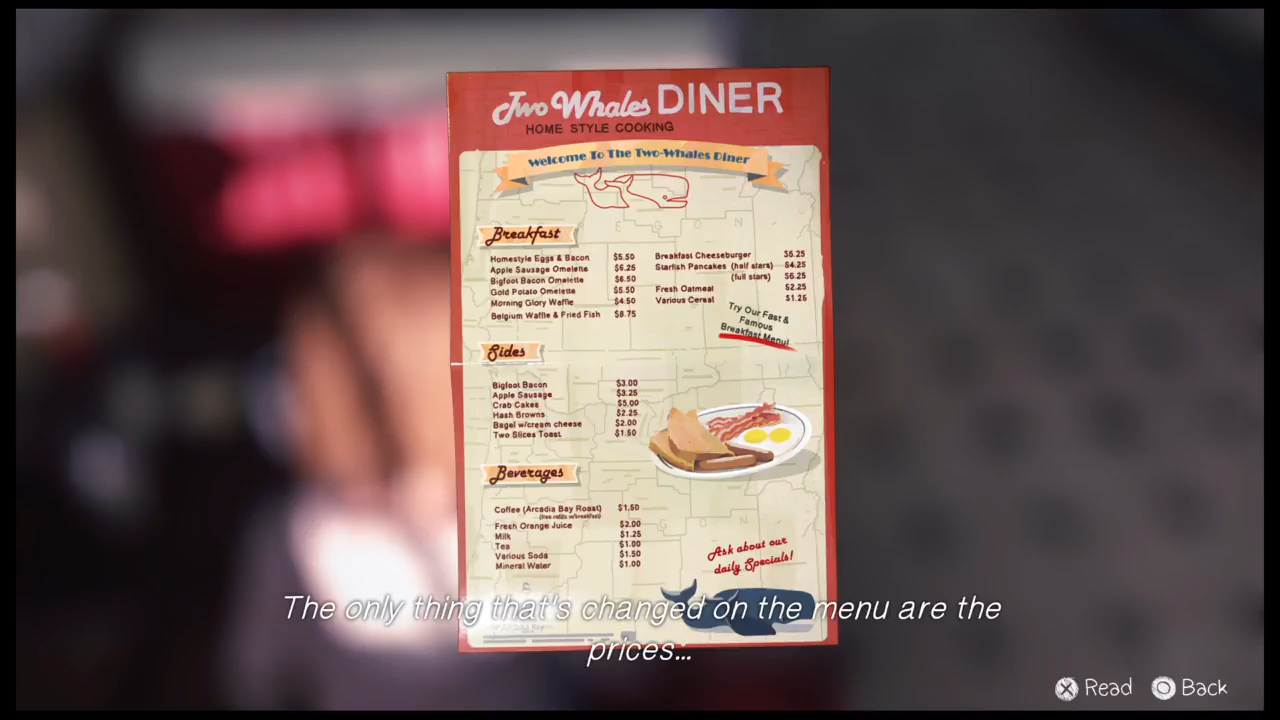 Two Whales DINER
HOME STYLE COOKING
Welcome To The Two-Whales Diner
Breakfast
Homestyle Eggs & Bacon $5.50
Apple Sausage Omelette $6.25
Bigfoot Bacon Omelette $6.50
Gold Potato Omelette $5.50
Morning Glory Waffle $4.50
Belgium Waffle & Fried Fish $8.75
Breakfast Cheeseburger $5.25
Starfish Pancakes (half stars) $4.25
(full stars) $6.25
Fresh Oatmeal $2.25
Various Cereal $1.25
Try Our Fast &
Famous
Breakfast Menu!
Sides
Bigfoot Bacon $3.00
Apple Sausage $3.25
Crab Cakes $5.00
Hash Browns $2.25
Bagel w/cream cheese $2.00
Two Slices Toast $1.50
Beverages
Coffee (Arcadia Bay Roast) $1.50
(free refills w/breakfast)
Fresh Orange Juice $2.00
Milk $1.25
Tea $1.00
Various Soda $1.50
Mineral Water $1.00
Ask about our
daily Specials!
The only thing that's changed on the menu are the
prices...
Read Back